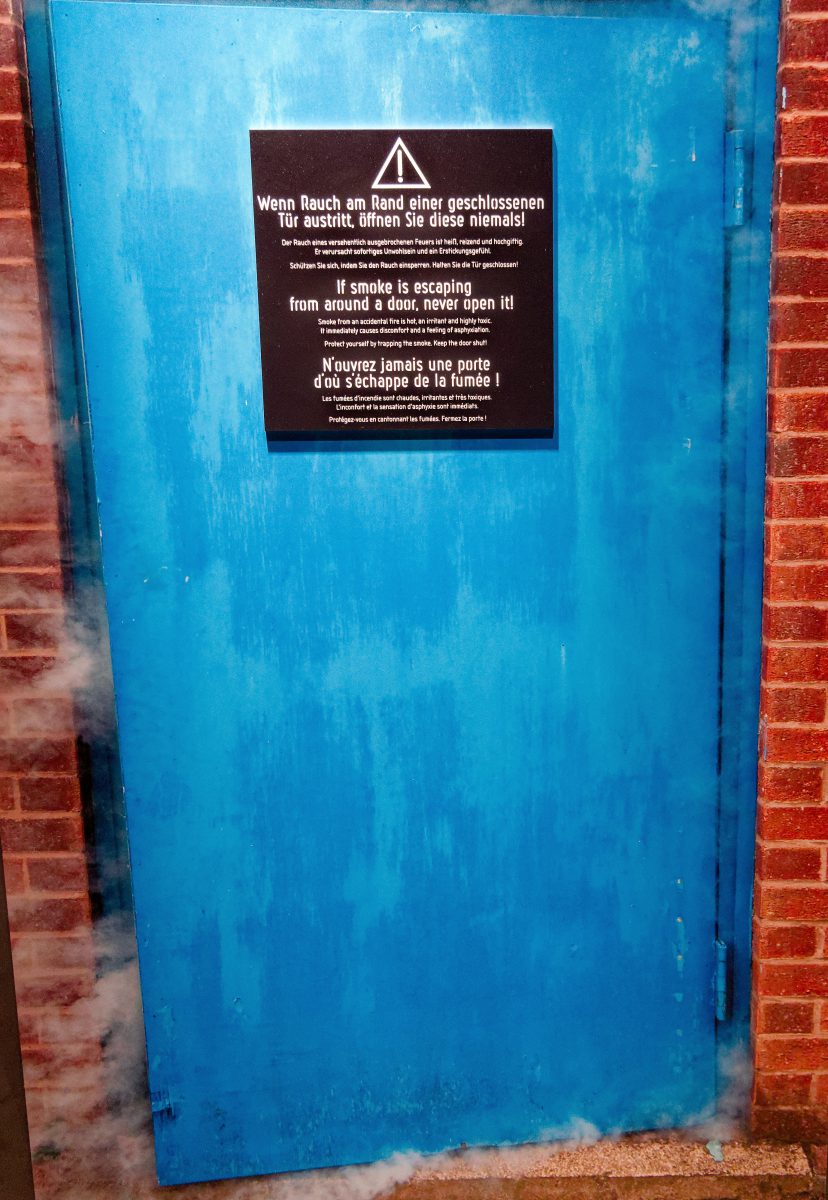 Wenn Rauch am Rand einer geschlossenen
Tür austritt, öffnen Sie diese niemals!
Der Rauch eines versehentlich ausgebrochenen Feuers ist heiß, reizend und hochgiftig.
Er verursacht sofortiges Unwohlsein und ein Erstickungsgefühl.
Schützen Sie sich, indem Sie den Rauch einsperren. Halten Sie die Tür geschlossen!
If smoke is escaping
from around a door, never open it!
Smoke from an accidental fire is hot, an irritant and highly toxic.
It immediately causes discomfort and a feeling of asphyxiation.
Protect yourself by trapping the smoke. Keep the door shut!
N'ouvrez jamais une porte
d'où s'échappe de la fumée !
Les fumées d'incendie sont chaudes, irritantes et très toxiques.
L'inconfort et la sensation d'asphyxie sont immédiats.
Protégez-vous en cantonnant les fumées. Fermez la porte !